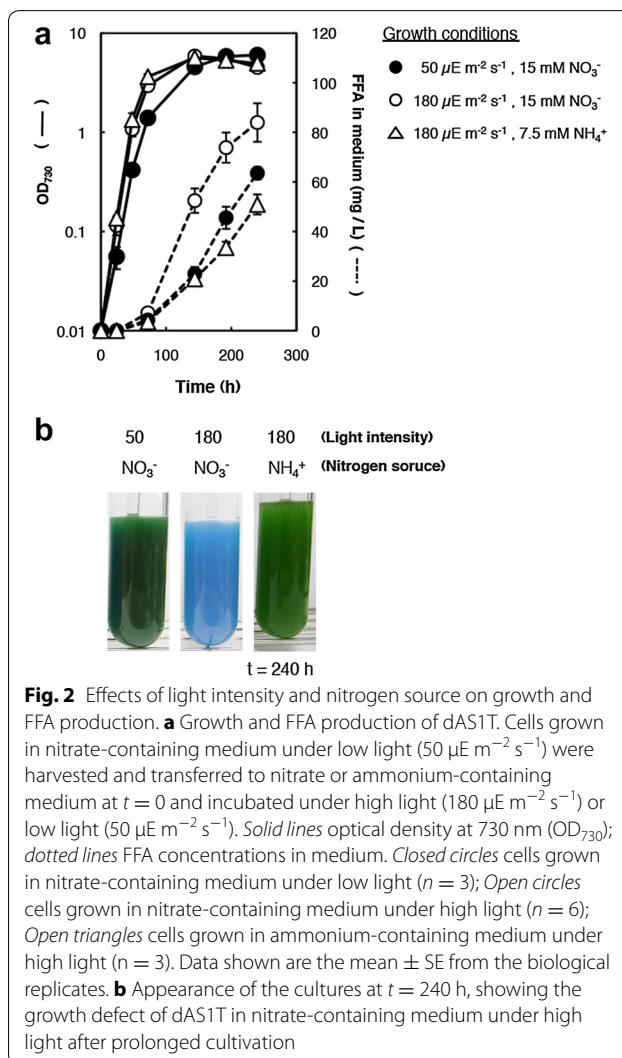 a
Growth conditions
50 µE m⁻² s⁻¹ , 15 mM NO₃⁻
180 µE m⁻² s⁻¹ , 15 mM NO₃⁻
180 µE m⁻² s⁻¹ , 7.5 mM NH₄⁺
OD₇₃₀ ( — )
10
1
0.1
0.01
FFA in medium (mg / L) ( ---- )
120
100
80
60
40
20
0
0 100 200 300
Time (h)
b
50 180 180 (Light intensity)
NO₃⁻ NO₃⁻ NH₄⁺ (Nitrogen soruce)
t = 240 h
Fig. 2 Effects of light intensity and nitrogen source on growth and
FFA production. a Growth and FFA production of dAS1T. Cells grown
in nitrate-containing medium under low light (50 µE m⁻² s⁻¹) were
harvested and transferred to nitrate or ammonium-containing
medium at t = 0 and incubated under high light (180 µE m⁻² s⁻¹) or
low light (50 µE m⁻² s⁻¹). Solid lines optical density at 730 nm (OD₇₃₀);
dotted lines FFA concentrations in medium. Closed circles cells grown
in nitrate-containing medium under low light (n = 3); Open circles
cells grown in nitrate-containing medium under high light (n = 6);
Open triangles cells grown in ammonium-containing medium under
high light (n = 3). Data shown are the mean ± SE from the biological
replicates. b Appearance of the cultures at t = 240 h, showing the
growth defect of dAS1T in nitrate-containing medium under high
light after prolonged cultivation